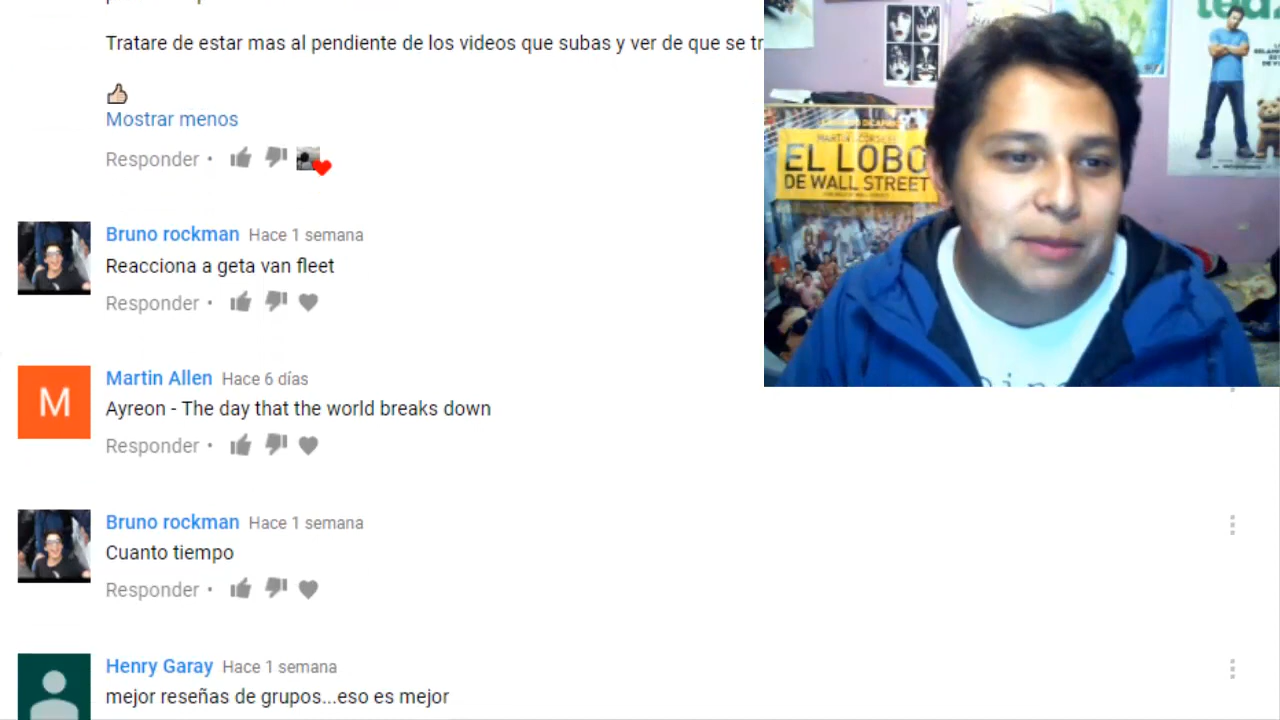 Tratare de estar mas al pendiente de los videos que subas y ver de que se tr
Mostrar menos
Responder •
Bruno rockman Hace 1 semana
Reacciona a geta van fleet
Responder •
Martin Allen Hace 6 días
M
Ayreon - The day that the world breaks down
Responder •
Bruno rockman Hace 1 semana
Cuanto tiempo
Responder •
Henry Garay Hace 1 semana
mejor reseñas de grupos...eso es mejor
EL LOBO
DE WALL STREET